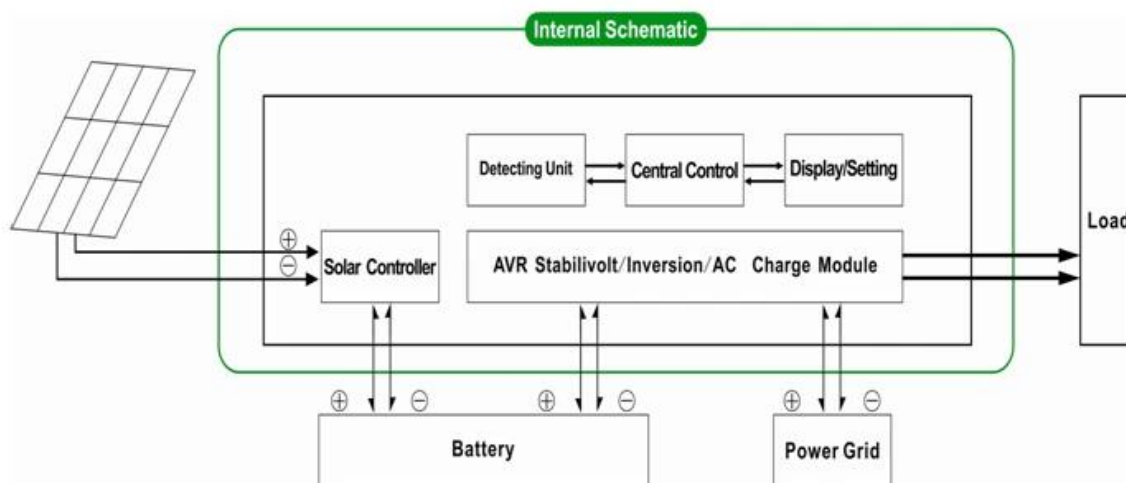 Internal Schematic
Detecting Unit
Central Control
Display/Setting
Load
⊕
⊖
Solar Controller
AVR Stabilivolt/Inversion/AC Charge Module
⊕ ⊖ ⊕ ⊖ ⊕ ⊖
Battery
Power Grid